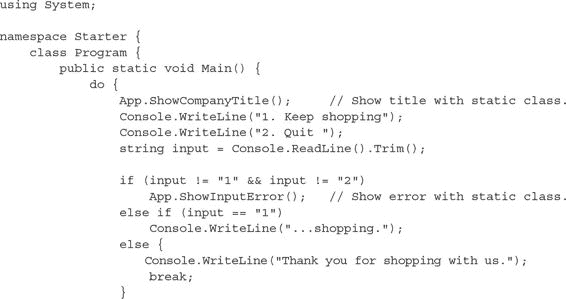 using System;

namespace Starter {
    class Program {
        public static void Main() {
            do {
                App.ShowCompanyTitle();     // Show title with static class.
                Console.WriteLine("1. Keep shopping");
                Console.WriteLine("2. Quit ");
                string input = Console.ReadLine().Trim();

                if (input != "1" && input != "2")
                    App.ShowInputError();   // Show error with static class.
                else if (input == "1")
                    Console.WriteLine("...shopping.");
                else {
                    Console.WriteLine("Thank you for shopping with us.");
                    break;
                }